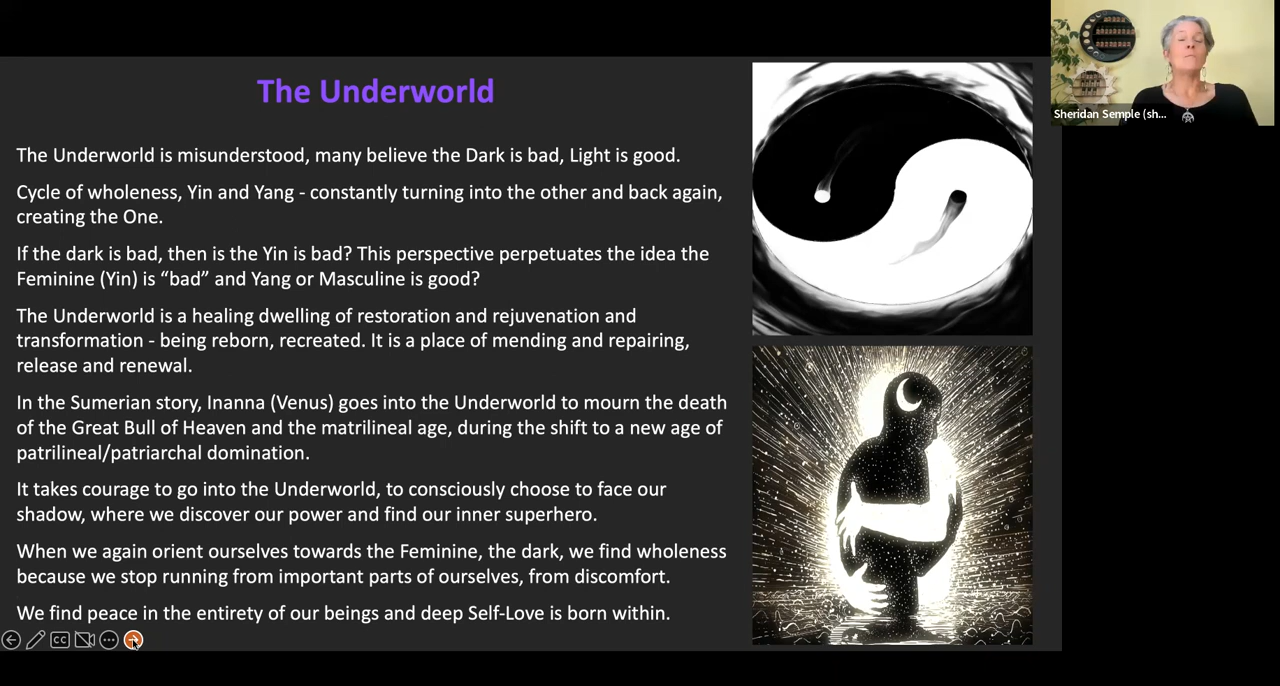 The Underworld
Sheridan Semple (sh...
The Underworld is misunderstood, many believe the Dark is bad, Light is good.
Cycle of wholeness, Yin and Yang - constantly turning into the other and back again,
creating the One.
If the dark is bad, then is the Yin is bad? This perspective perpetuates the idea the
Feminine (Yin) is “bad” and Yang or Masculine is good?
The Underworld is a healing dwelling of restoration and rejuvenation and
transformation - being reborn, recreated. It is a place of mending and repairing,
release and renewal.
In the Sumerian story, Inanna (Venus) goes into the Underworld to mourn the death
of the Great Bull of Heaven and the matrilineal age, during the shift to a new age of
patrilineal/patriarchal domination.
It takes courage to go into the Underworld, to consciously choose to face our
shadow, where we discover our power and find our inner superhero.
When we again orient ourselves towards the Feminine, the dark, we find wholeness
because we stop running from important parts of ourselves, from discomfort.
We find peace in the entirety of our beings and deep Self-Love is born within.
CC